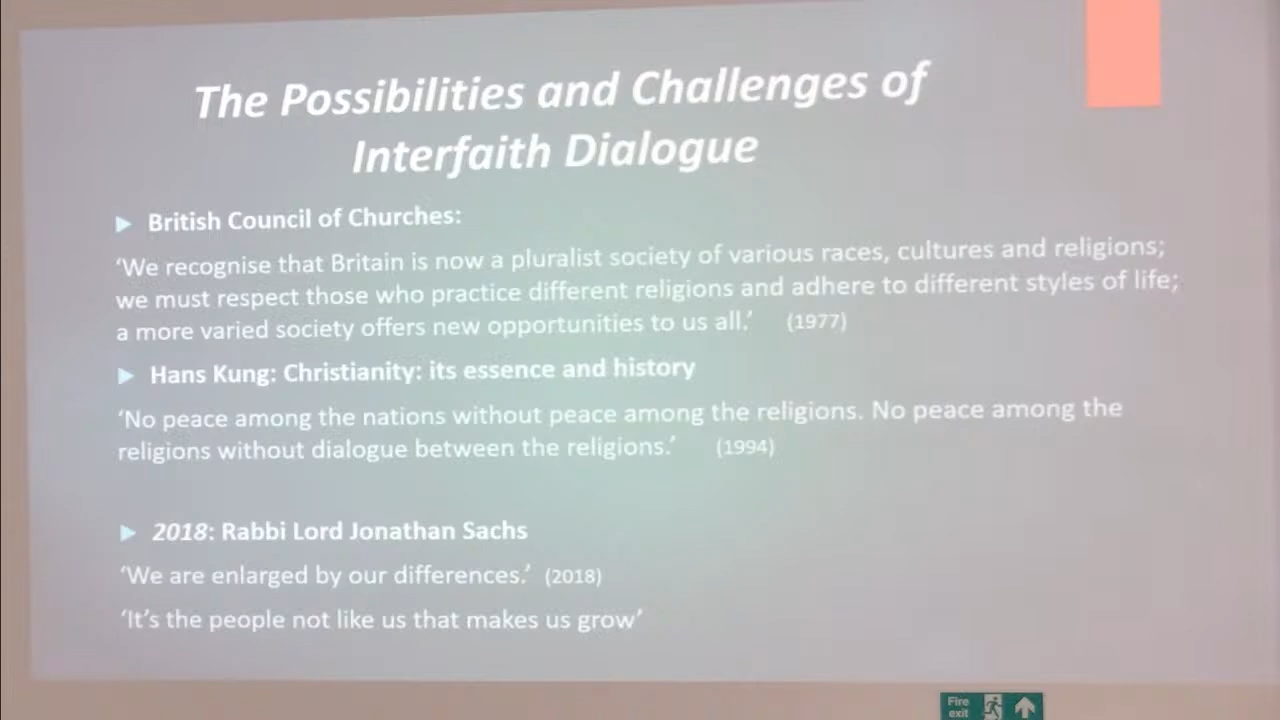 The Possibilities and Challenges of
Interfaith Dialogue
British Council of Churches:
‘We recognise that Britain is now a pluralist society of various races, cultures and religions;
we must respect those who practice different religions and adhere to different styles of life;
a more varied society offers new opportunities to us all.’ (1977)
Hans Kung: Christianity: its essence and history
‘No peace among the nations without peace among the religions. No peace among the
religions without dialogue between the religions.’ (1994)
2018: Rabbi Lord Jonathan Sachs
‘We are enlarged by our differences.’ (2018)
‘It’s the people not like us that makes us grow’
Fire
exit